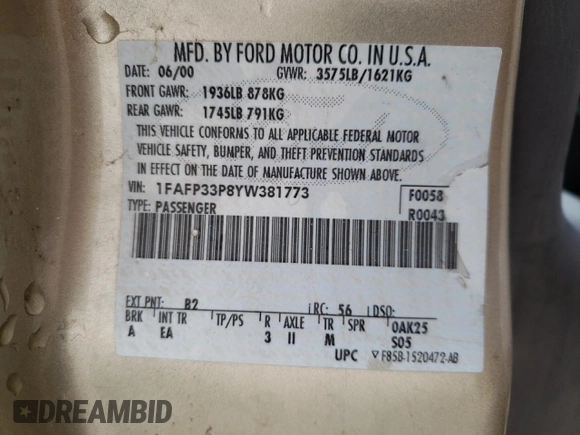 MFD. BY FORD MOTOR CO. IN U.S.A.
DATE: 06/00 GVWR: 3575LB/1621KG
FRONT GAWR: 1936LB 878KG
REAR GAWR: 1745LB 791KG
THIS VEHICLE CONFORMS TO ALL APPLICABLE FEDERAL MOTOR
VEHICLE SAFETY, BUMPER, AND THEFT PREVENTION STANDARDS
IN EFFECT ON THE DATE OF MANUFACTURE SHOWN ABOVE.
VIN: 1FAFP33P8YW381773 F0058
TYPE: PASSENGER R0043
EXT PNT: B2 RC: 56 DSO:
BRK INT TR TP/PS R AXLE TR SPR 0AK25
A EA 3 II M S05
UPC ▽F85B-1520472-AB
DREAMBID